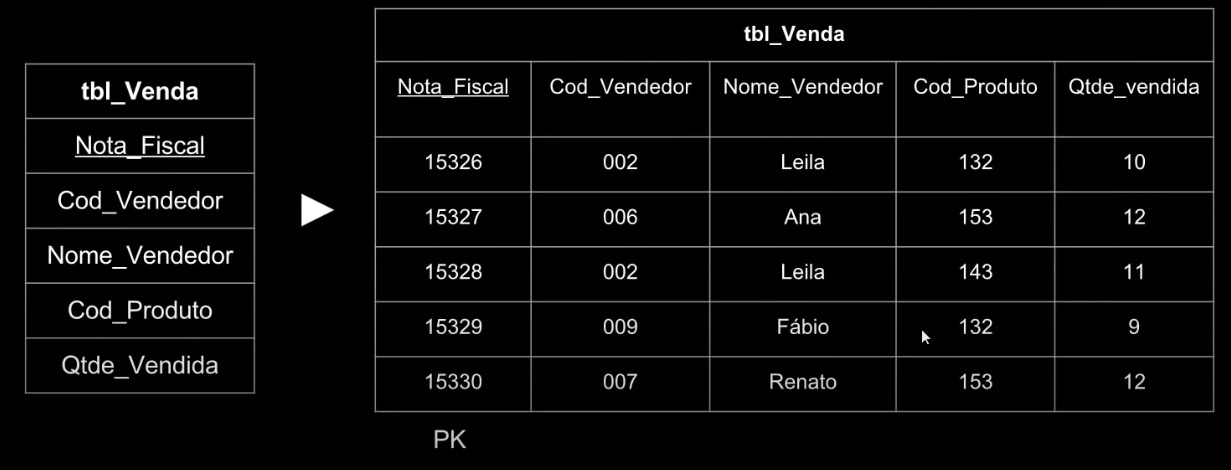 tbl_Venda
Nota_Fiscal
Cod_Vendedor
Nome_Vendedor
Cod_Produto
Qtde_Vendida
tbl_Venda
Nota_Fiscal Cod_Vendedor Nome_Vendedor Cod_Produto Qtde_vendida
15326 002 Leila 132 10
15327 006 Ana 153 12
15328 002 Leila 143 11
15329 009 Fábio 132 9
15330 007 Renato 153 12
PK